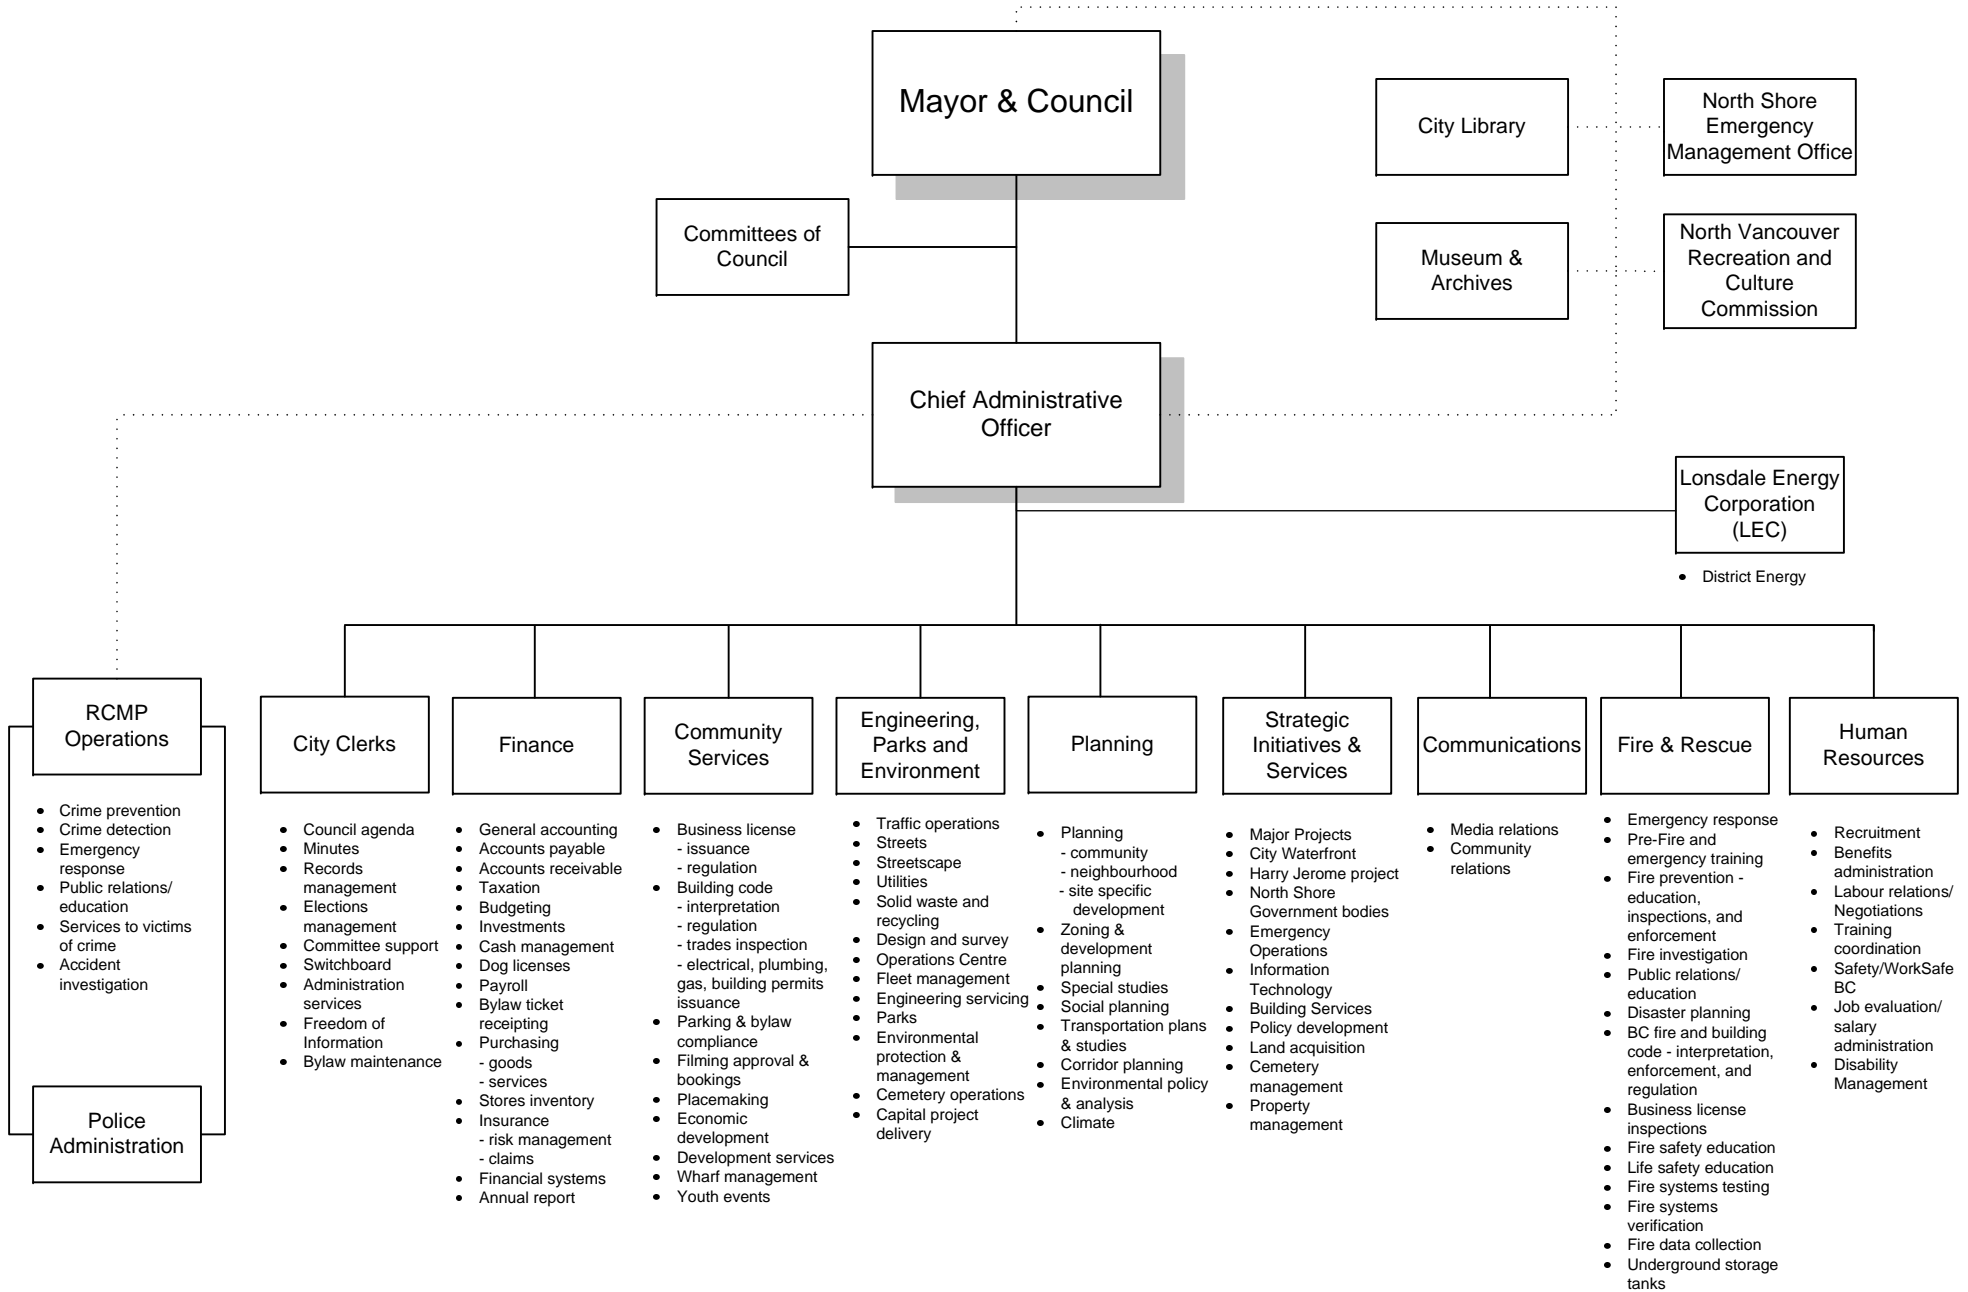 Mayor & Council
City Library
North Shore
Emergency
Management Office
Committees of
Council
Museum &
Archives
North Vancouver
Recreation and
Culture
Commission
Chief Administrative
Officer
Lonsdale Energy
Corporation
(LEC)
• District Energy
RCMP
Operations
• Crime prevention
• Crime detection
• Emergency
response
• Public relations/
education
• Services to victims
of crime
• Accident
investigation
Police
Administration
City Clerks
• Council agenda
• Minutes
• Records
management
• Elections
management
• Committee support
• Switchboard
• Administration
services
• Freedom of
Information
• Bylaw maintenance
Finance
• General accounting
• Accounts payable
• Accounts receivable
• Taxation
• Budgeting
• Investments
• Cash management
• Dog licenses
• Payroll
• Bylaw ticket
receipting
• Purchasing
- goods
- services
• Stores inventory
• Insurance
- risk management
- claims
• Financial systems
• Annual report
Community
Services
• Business license
- issuance
- regulation
• Building code
- interpretation
- regulation
- trades inspection
- electrical, plumbing,
gas, building permits
issuance
• Parking & bylaw
compliance
• Filming approval &
bookings
• Placemaking
• Economic
development
• Development services
• Wharf management
• Youth events
Engineering,
Parks and
Environment
• Traffic operations
• Streets
• Streetscape
• Utilities
• Solid waste and
recycling
• Design and survey
• Operations Centre
• Fleet management
• Engineering servicing
• Parks
• Environmental
protection &
management
• Cemetery operations
• Capital project
delivery
Planning
• Planning
- community
- neighbourhood
- site specific
development
• Zoning &
development
planning
• Special studies
• Social planning
• Transportation plans
& studies
• Corridor planning
• Environmental policy
& analysis
• Climate
Strategic
Initiatives &
Services
• Major Projects
• City Waterfront
• Harry Jerome project
• North Shore
Government bodies
• Emergency
Operations
• Information
Technology
• Building Services
• Policy development
• Land acquisition
• Cemetery
management
• Property
management
Communications
• Media relations
• Community
relations
Fire & Rescue
• Emergency response
• Pre-Fire and
emergency training
• Fire prevention -
education,
inspections, and
enforcement
• Fire investigation
• Public relations/
education
• Disaster planning
• BC fire and building
code - interpretation,
enforcement, and
regulation
• Business license
inspections
• Fire safety education
• Life safety education
• Fire systems testing
• Fire systems
verification
• Fire data collection
• Underground storage
tanks
Human
Resources
• Recruitment
• Benefits
administration
• Labour relations/
Negotiations
• Training
coordination
• Safety/WorkSafe
BC
• Job evaluation/
salary
administration
• Disability
Management